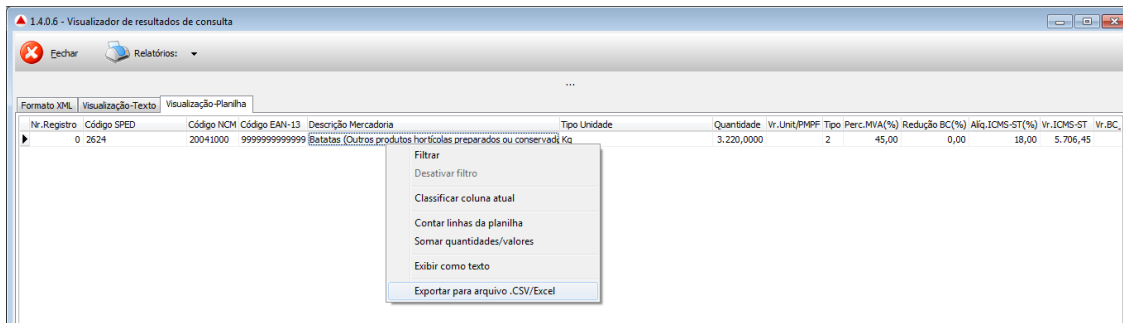 1.4.0.6 - Visualizador de resultados de consulta
Fechar Relatórios:
...
Formato XML Visualização-Texto Visualização-Planilha
Nr.Registro Código SPED Código NCM Código EAN-13 Descrição Mercadoria Tipo Unidade Quantidade Vr.Unit/PMPF Tipo Perc.MVA(%) Redução BC(%) Alíq.ICMS-ST(%) Vr.ICMS-ST Vr.BC_
0 2624 20041000 9999999999999 Batatas (Outros produtos hortícolas preparados ou conservade Kg 3.220,0000 2 45,00 0,00 18,00 5.706,45
Filtrar
Desativar filtro
Classificar coluna atual
Contar linhas da planilha
Somar quantidades/valores
Exibir como texto
Exportar para arquivo .CSV/Excel